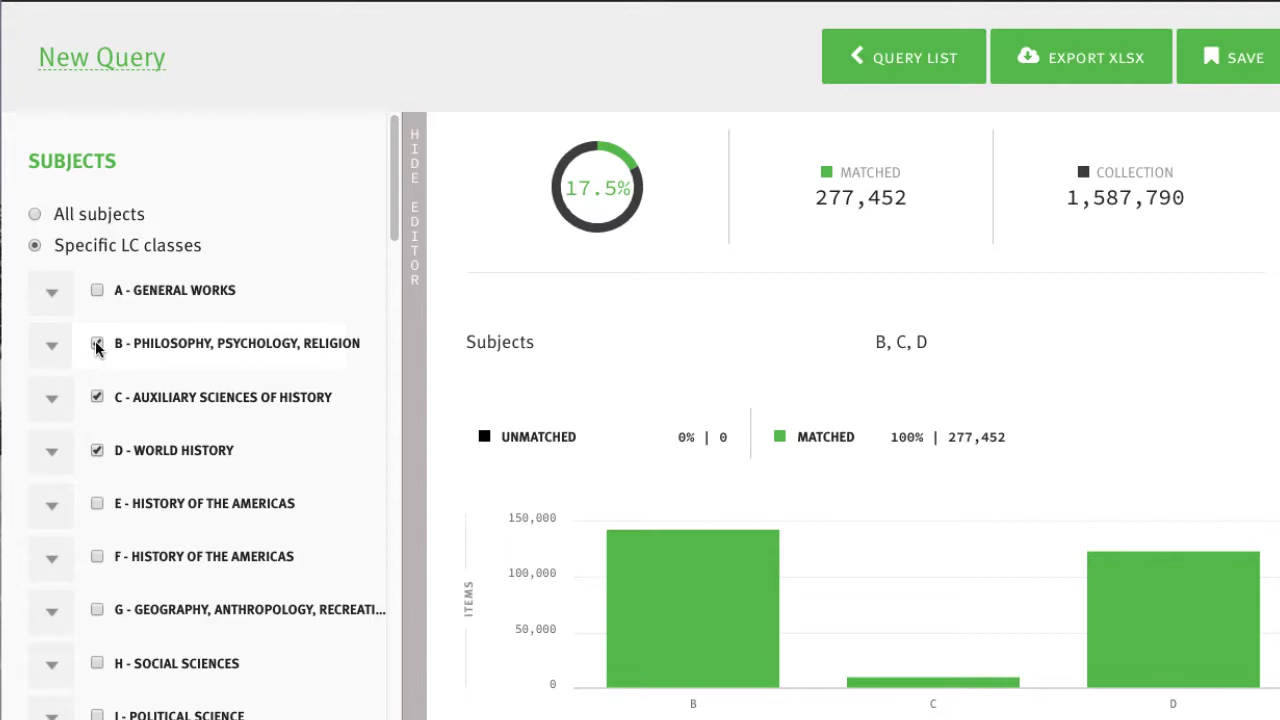 New Query
QUERY LIST
EXPORT XLSX
SAVE
SUBJECTS
All subjects
Specific LC classes
A - GENERAL WORKS
B - PHILOSOPHY, PSYCHOLOGY, RELIGION
C - AUXILIARY SCIENCES OF HISTORY
D - WORLD HISTORY
E - HISTORY OF THE AMERICAS
F - HISTORY OF THE AMERICAS
G - GEOGRAPHY, ANTHROPOLOGY, RECREATI...
H - SOCIAL SCIENCES
J - POLITICAL SCIENCE
HIDE EDITOR
17.5%
MATCHED
277,452
COLLECTION
1,587,790
Subjects
B, C, D
UNMATCHED 0% | 0
MATCHED 100% | 277,452
ITEMS
150,000
100,000
50,000
0
B C D